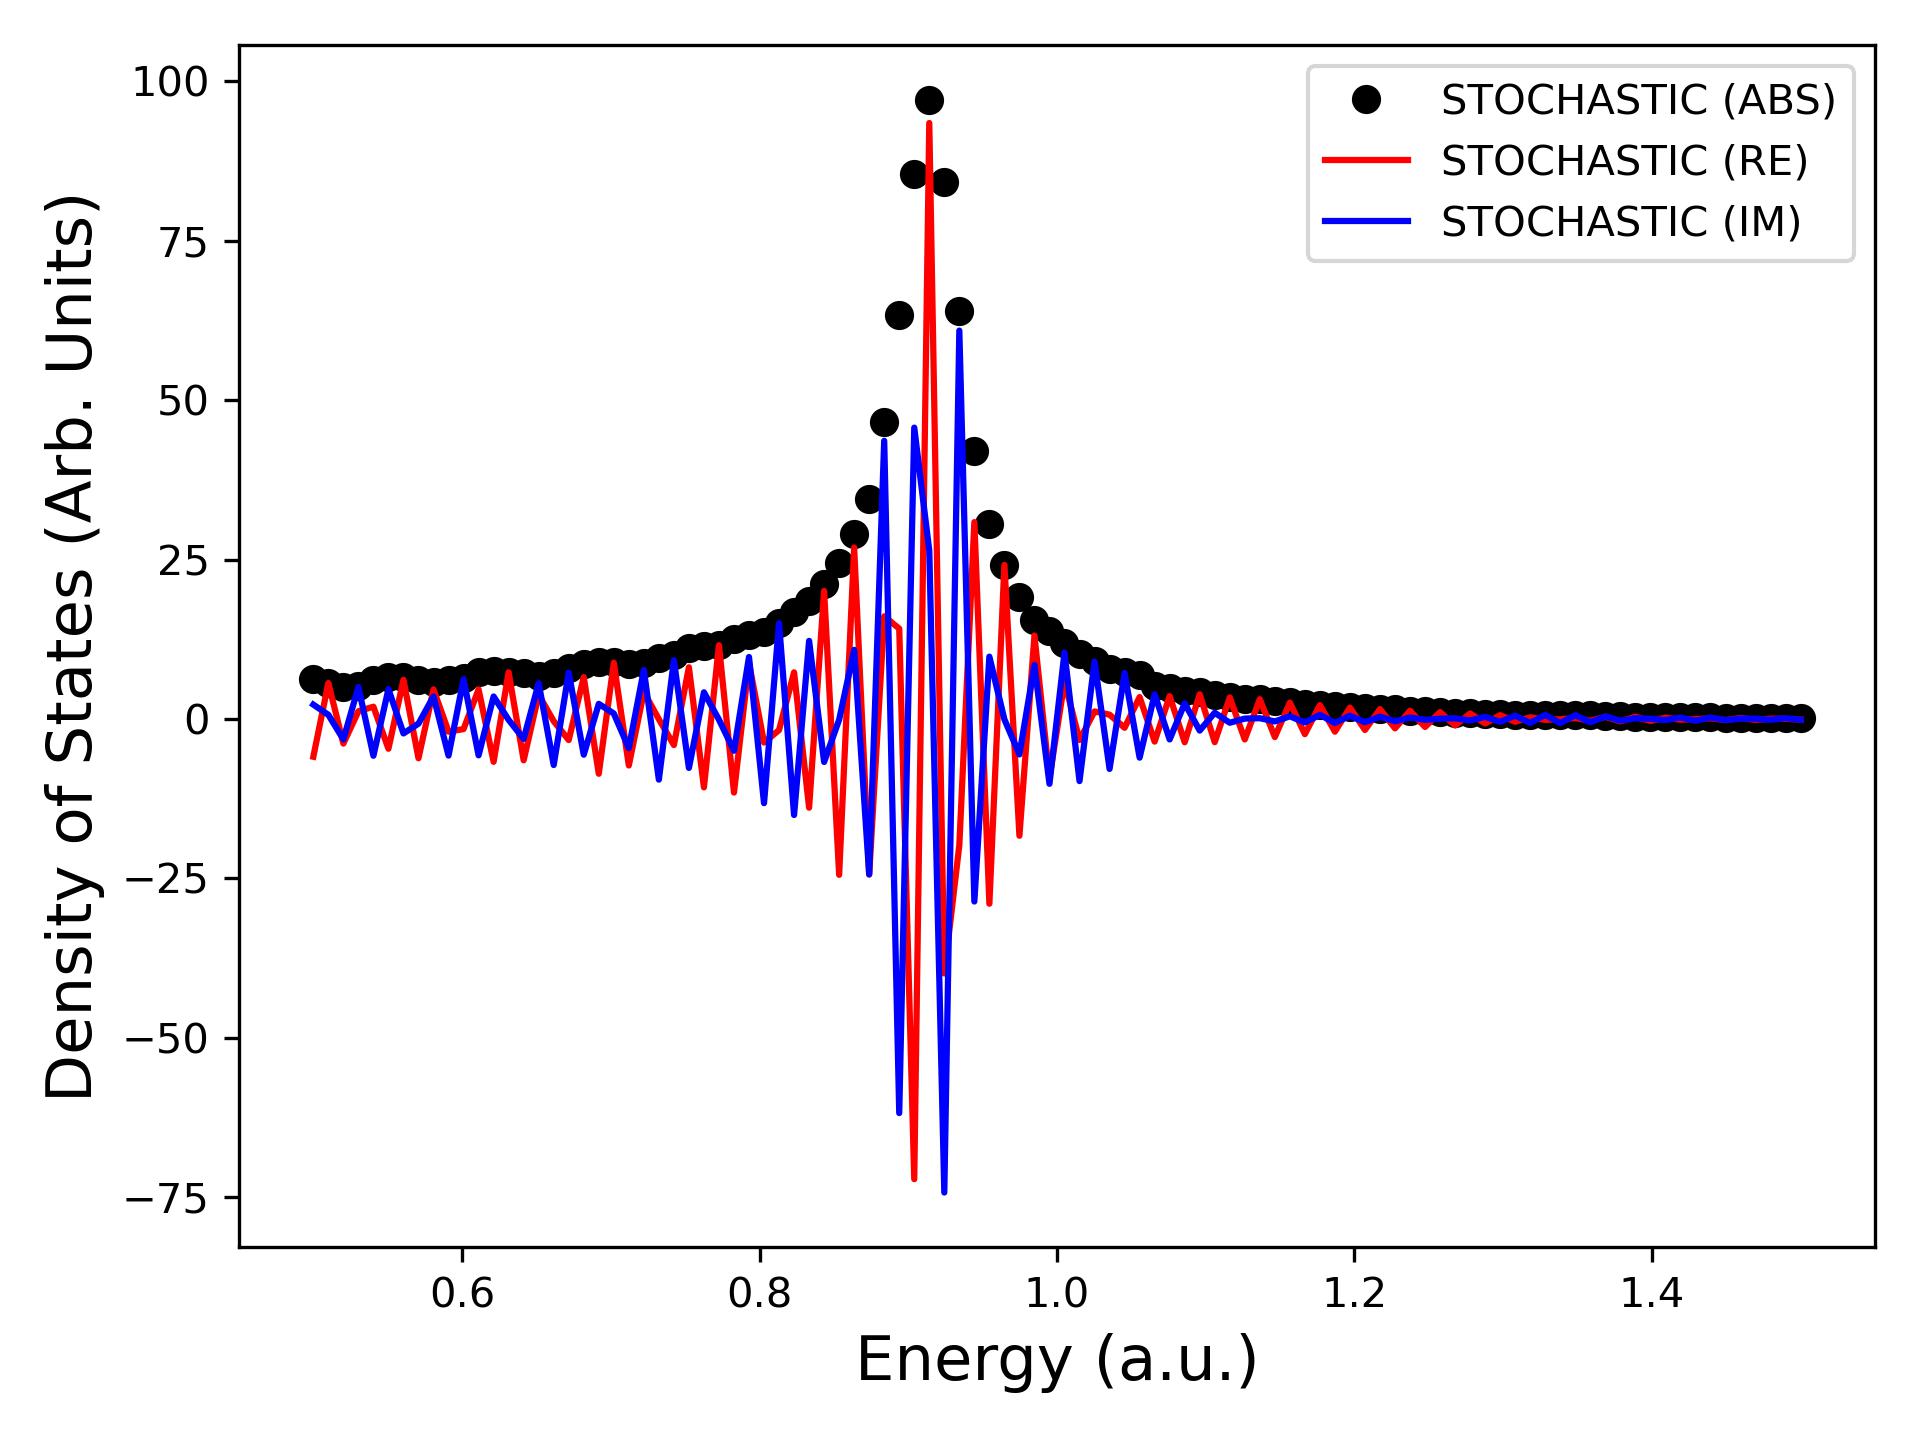 100
75
50
25
0
−25
−50
−75
Density of States (Arb. Units)
STOCHASTIC (ABS)
STOCHASTIC (RE)
STOCHASTIC (IM)
0.6 0.8 1.0 1.2 1.4
Energy (a.u.)